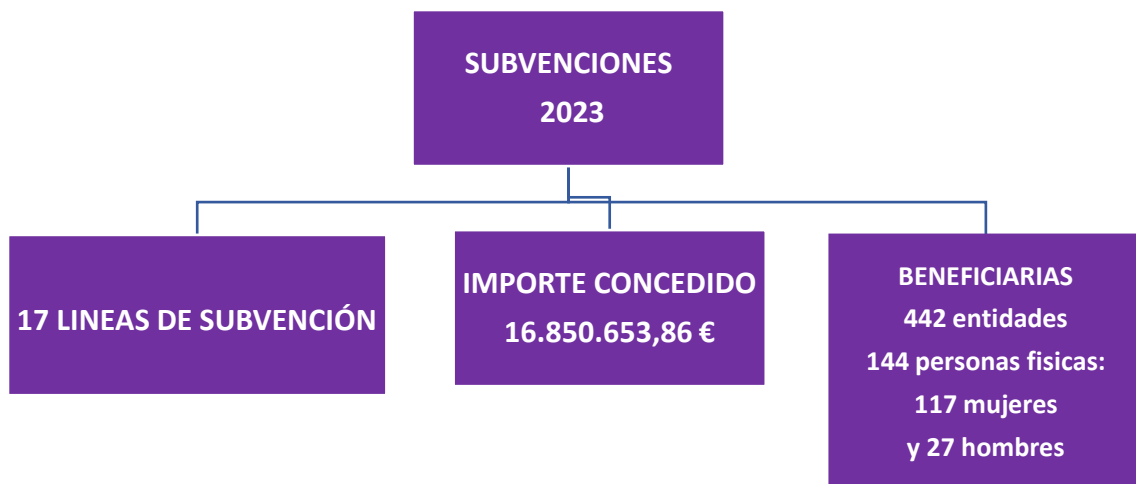 SUBVENCIONES
2023
17 LINEAS DE SUBVENCIÓN
IMPORTE CONCEDIDO
16.850.653,86 €
BENEFICIARIAS
442 entidades
144 personas fisicas:
117 mujeres
y 27 hombres